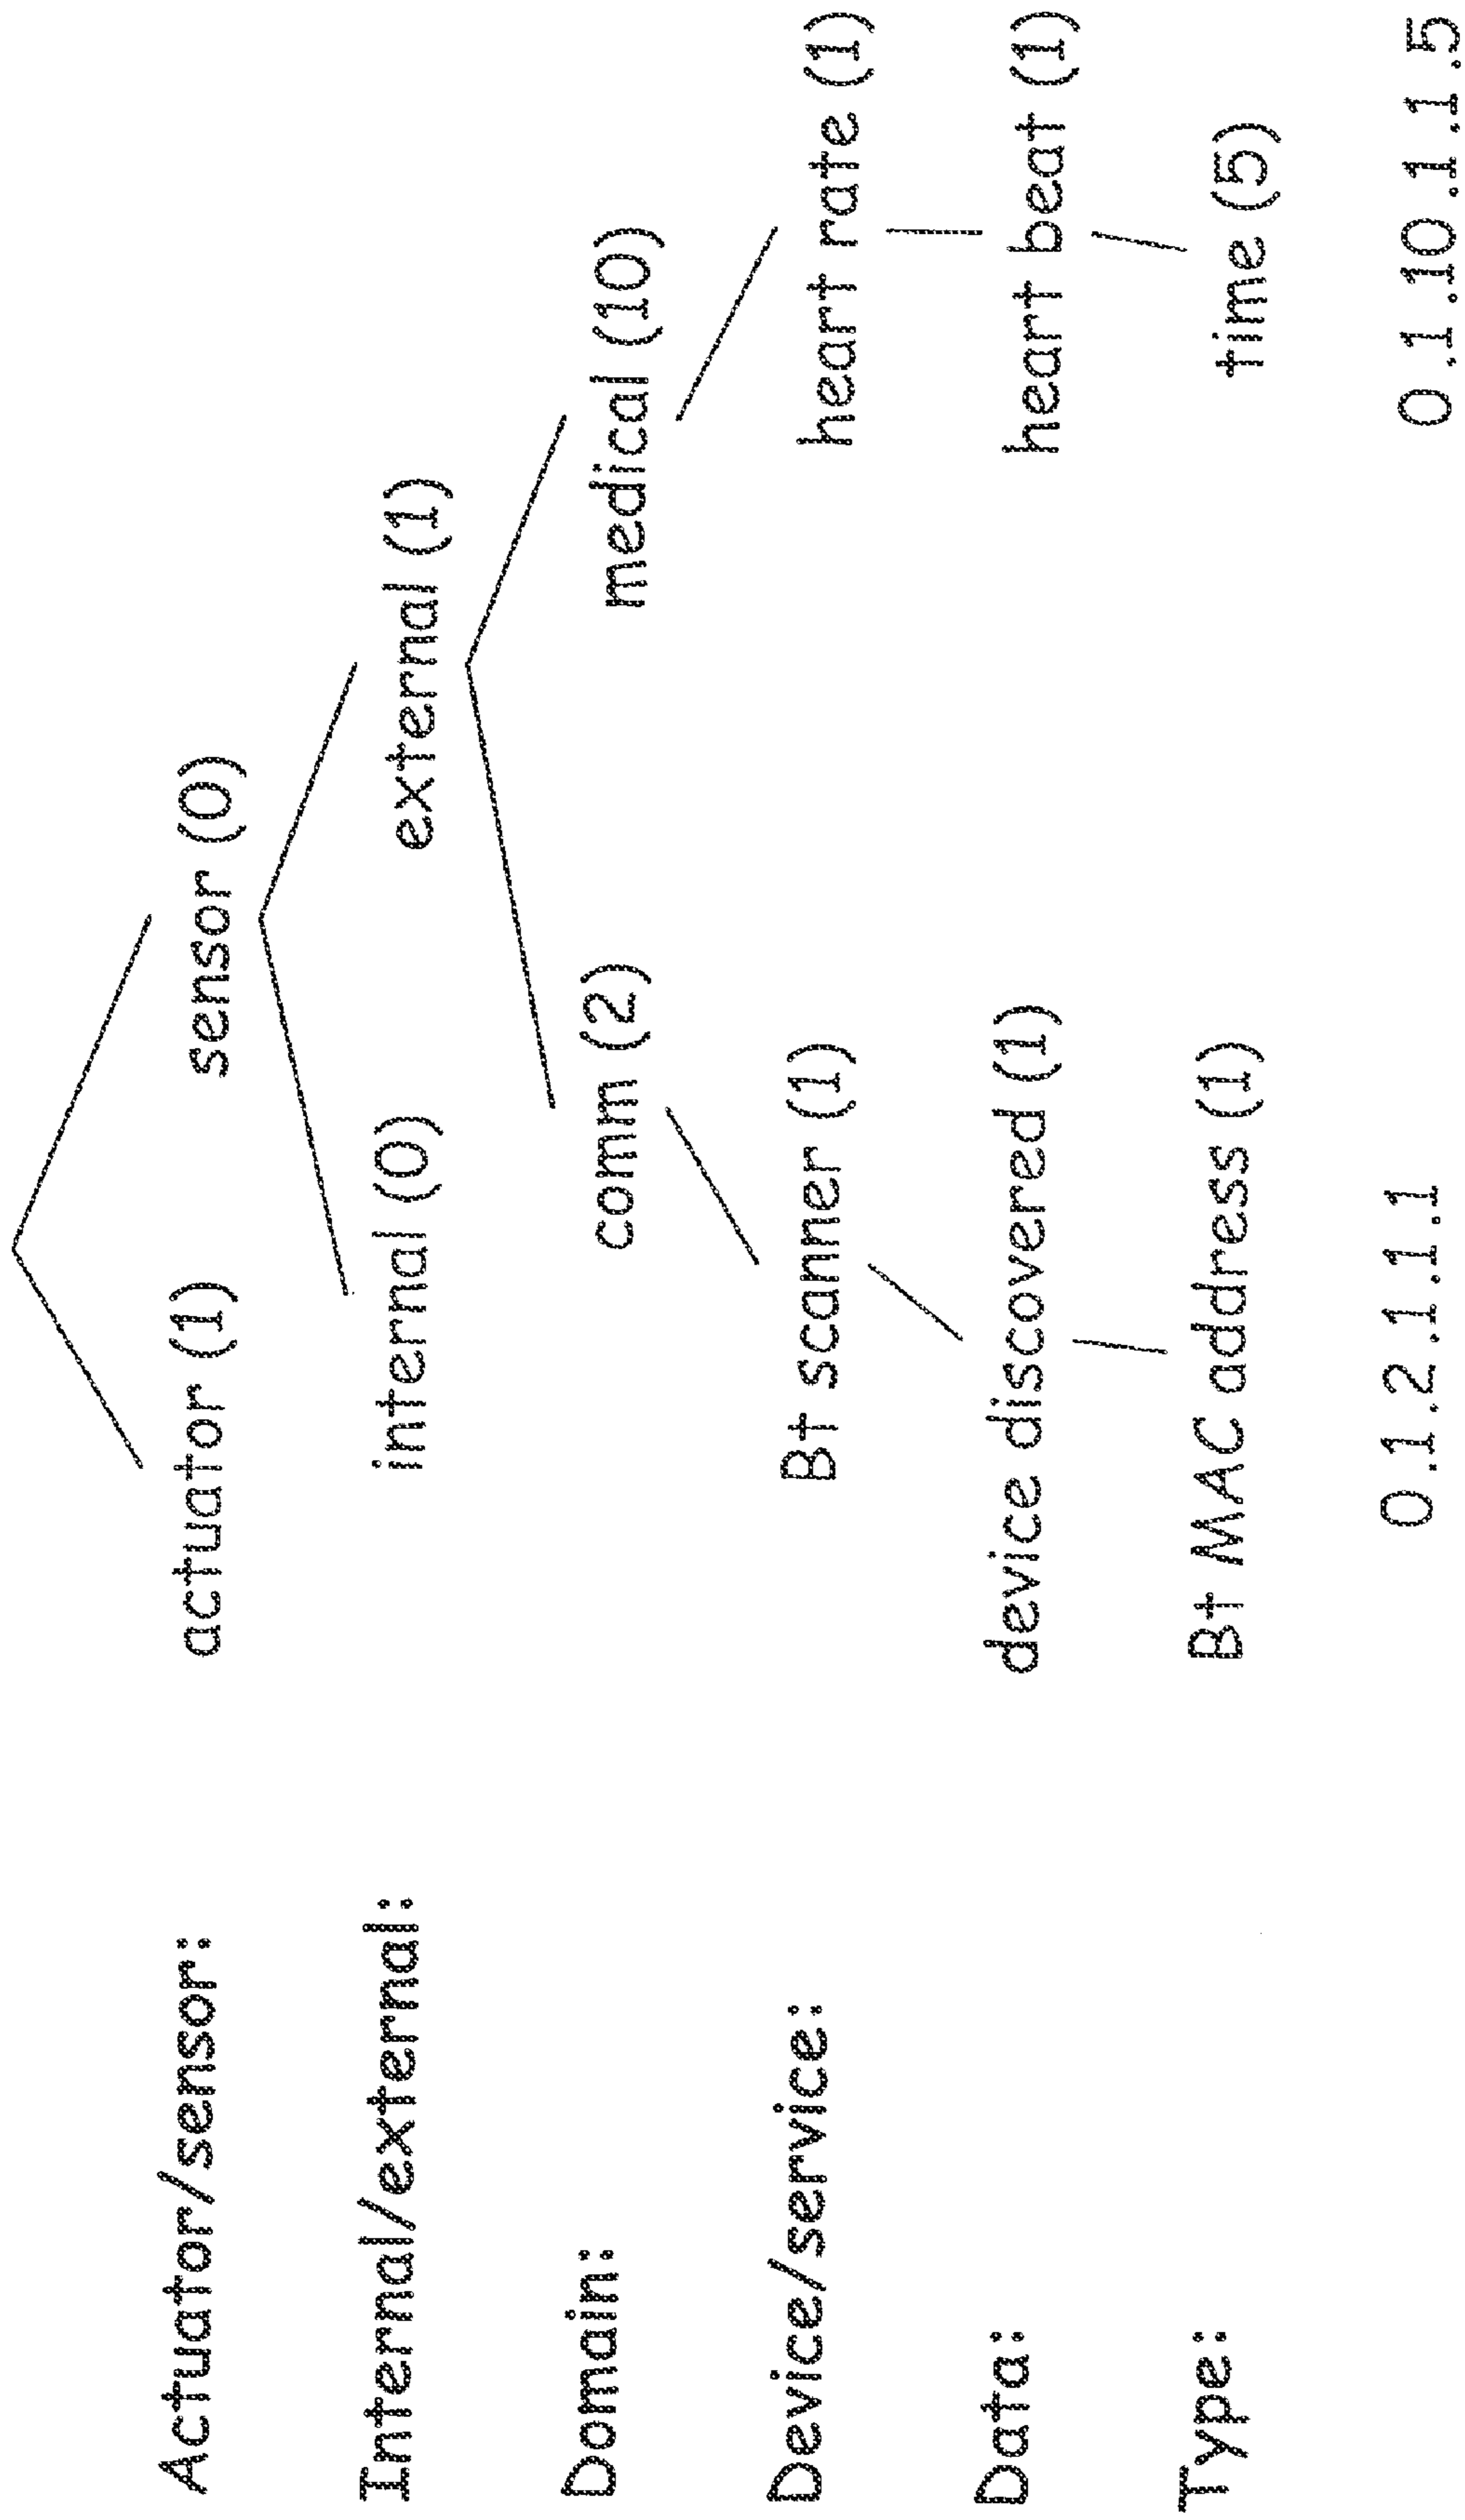 Actuator/sensor: actuator (1) sensor (0)
Internal/external: internal (0) external (1)
Domain: comm (2) medical (10)
Device/service: Bt scanner (1) heart rate (1)
Data: device discovered (1) heart beat (1)
Type: Bt MAC address (1) time (5)
0.1.2.1.1.1 0.1.10.1.1.5